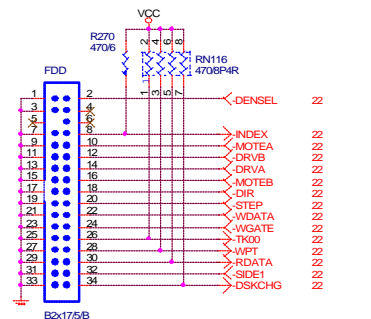 VCC
R270
470/6
2 4 6 8
RN116
470/8P4R
1 3 5 7
FDD
1 2 -DENSEL 22
3 4
5 6
7 8 -INDEX 22
9 10 -MOTEA 22
11 12 -DRVB 22
13 14 -DRVA 22
15 16 -MOTEB 22
17 18 -DIR 22
19 20 -STEP 22
21 22 -WDATA 22
23 24 -WGATE 22
25 26 -TK00 22
27 28 -WPT 22
29 30 -RDATA 22
31 32 -SIDE1 22
33 34 -DSKCHG 22
B2x17/5/B